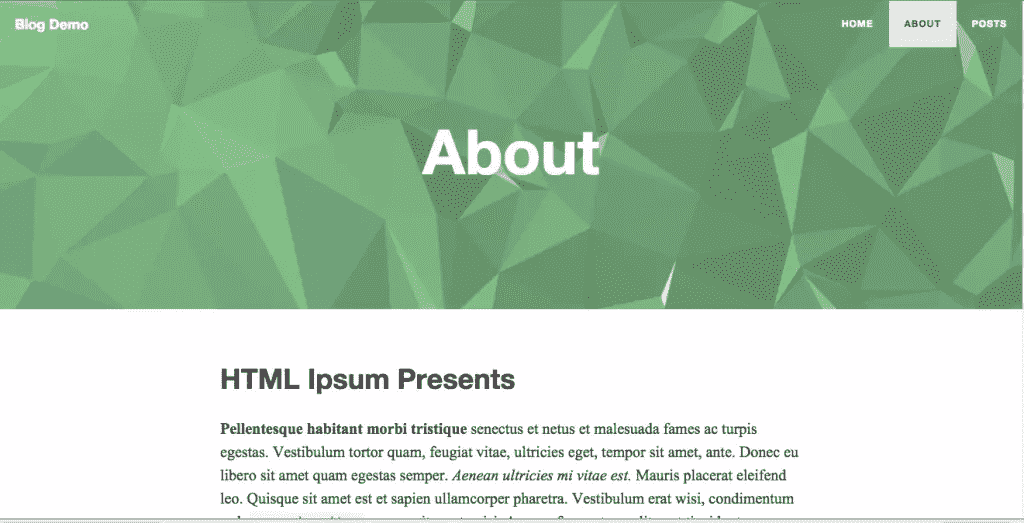 Blog Demo
HOME
ABOUT
POSTS
About
HTML Ipsum Presents
Pellentesque habitant morbi tristique senectus et netus et malesuada fames ac turpis
egestas. Vestibulum tortor quam, feugiat vitae, ultricies eget, tempor sit amet, ante. Donec eu
libero sit amet quam egestas semper. Aenean ultricies mi vitae est. Mauris placerat eleifend
leo. Quisque sit amet est et sapien ullamcorper pharetra. Vestibulum erat wisi, condimentum